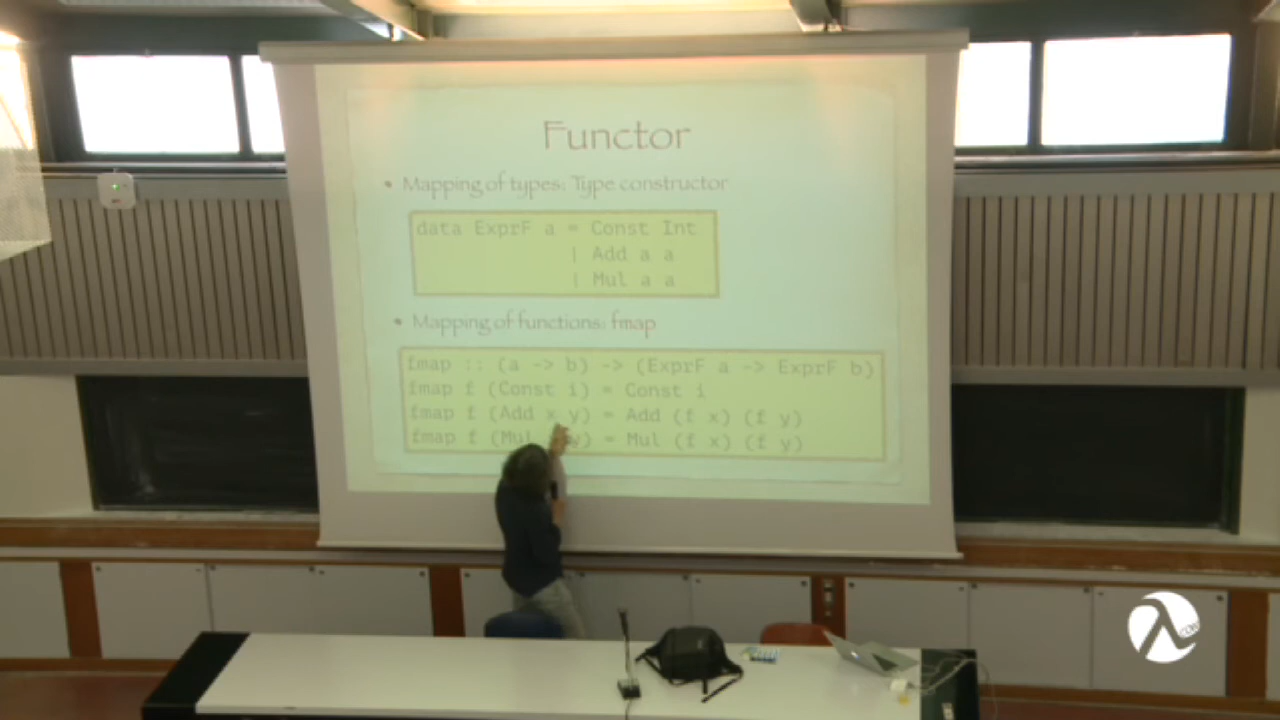 Functor
• Mapping of types: Type constructor
data ExprF a = Const Int
| Add a a
| Mul a a
• Mapping of functions: fmap
fmap :: (a -> b) -> (ExprF a -> ExprF b)
fmap f (Const i) = Const i
fmap f (Add x y) = Add (f x) (f y)
fmap f (Mul y) = Mul (f x) (f y)
λC